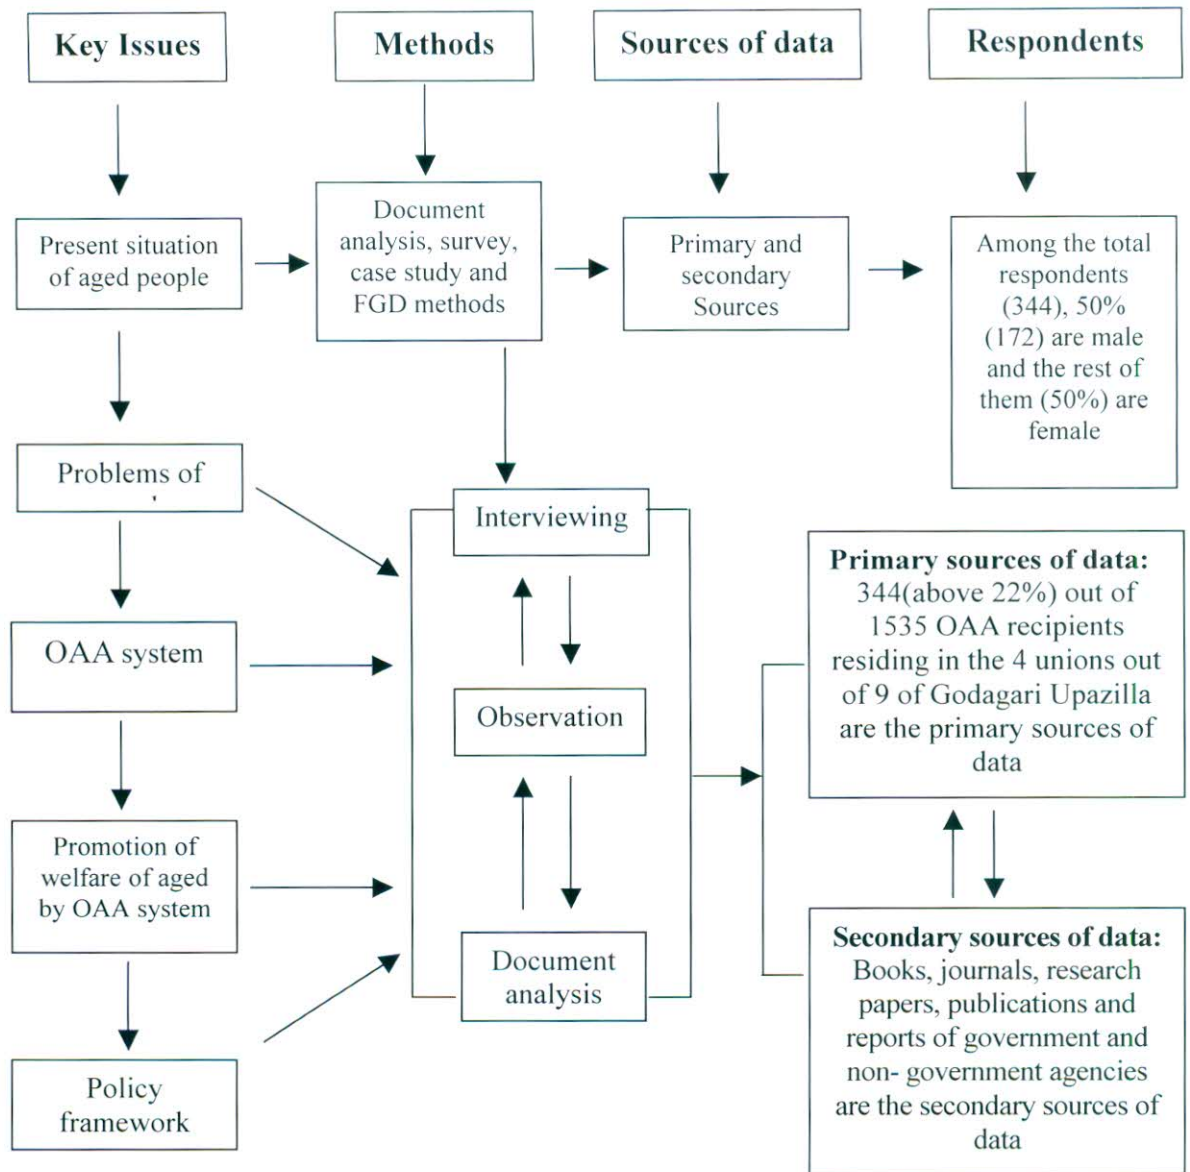 Key Issues
Methods
Sources of data
Respondents
Present situation
of aged people
Document
analysis, survey,
case study and
FGD methods
Primary and
secondary
Sources
Among the total
respondents
(344), 50%
(172) are male
and the rest of
them (50%) are
female
Problems of
Interviewing
OAA system
Observation
Primary sources of data:
344(above 22%) out of
1535 OAA recipients
residing in the 4 unions out
of 9 of Godagari Upazilla
are the primary sources of
data
Promotion of
welfare of aged
by OAA system
Document
analysis
Secondary sources of data:
Books, journals, research
papers, publications and
reports of government and
non- government agencies
are the secondary sources of
data
Policy
framework